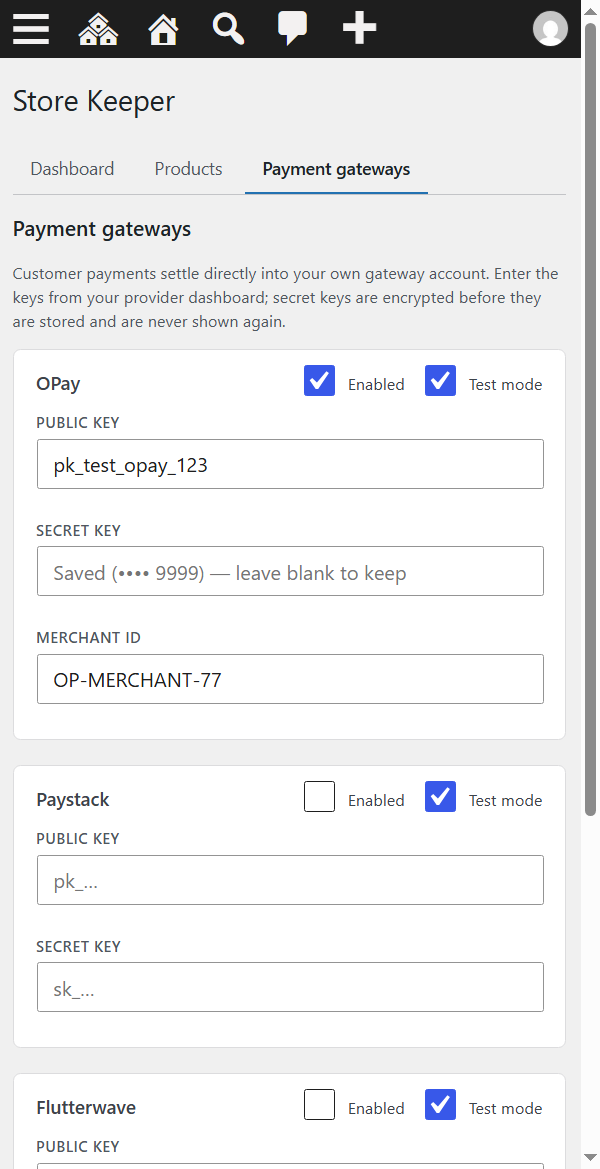 Store Keeper
Dashboard Products Payment gateways
Payment gateways
Customer payments settle directly into your own gateway account. Enter the
keys from your provider dashboard; secret keys are encrypted before they
are stored and are never shown again.
OPay Enabled Test mode
PUBLIC KEY
pk_test_opay_123
SECRET KEY
Saved (•••• 9999) — leave blank to keep
MERCHANT ID
OP-MERCHANT-77
Paystack Enabled Test mode
PUBLIC KEY
pk_...
SECRET KEY
sk_...
Flutterwave Enabled Test mode
PUBLIC KEY